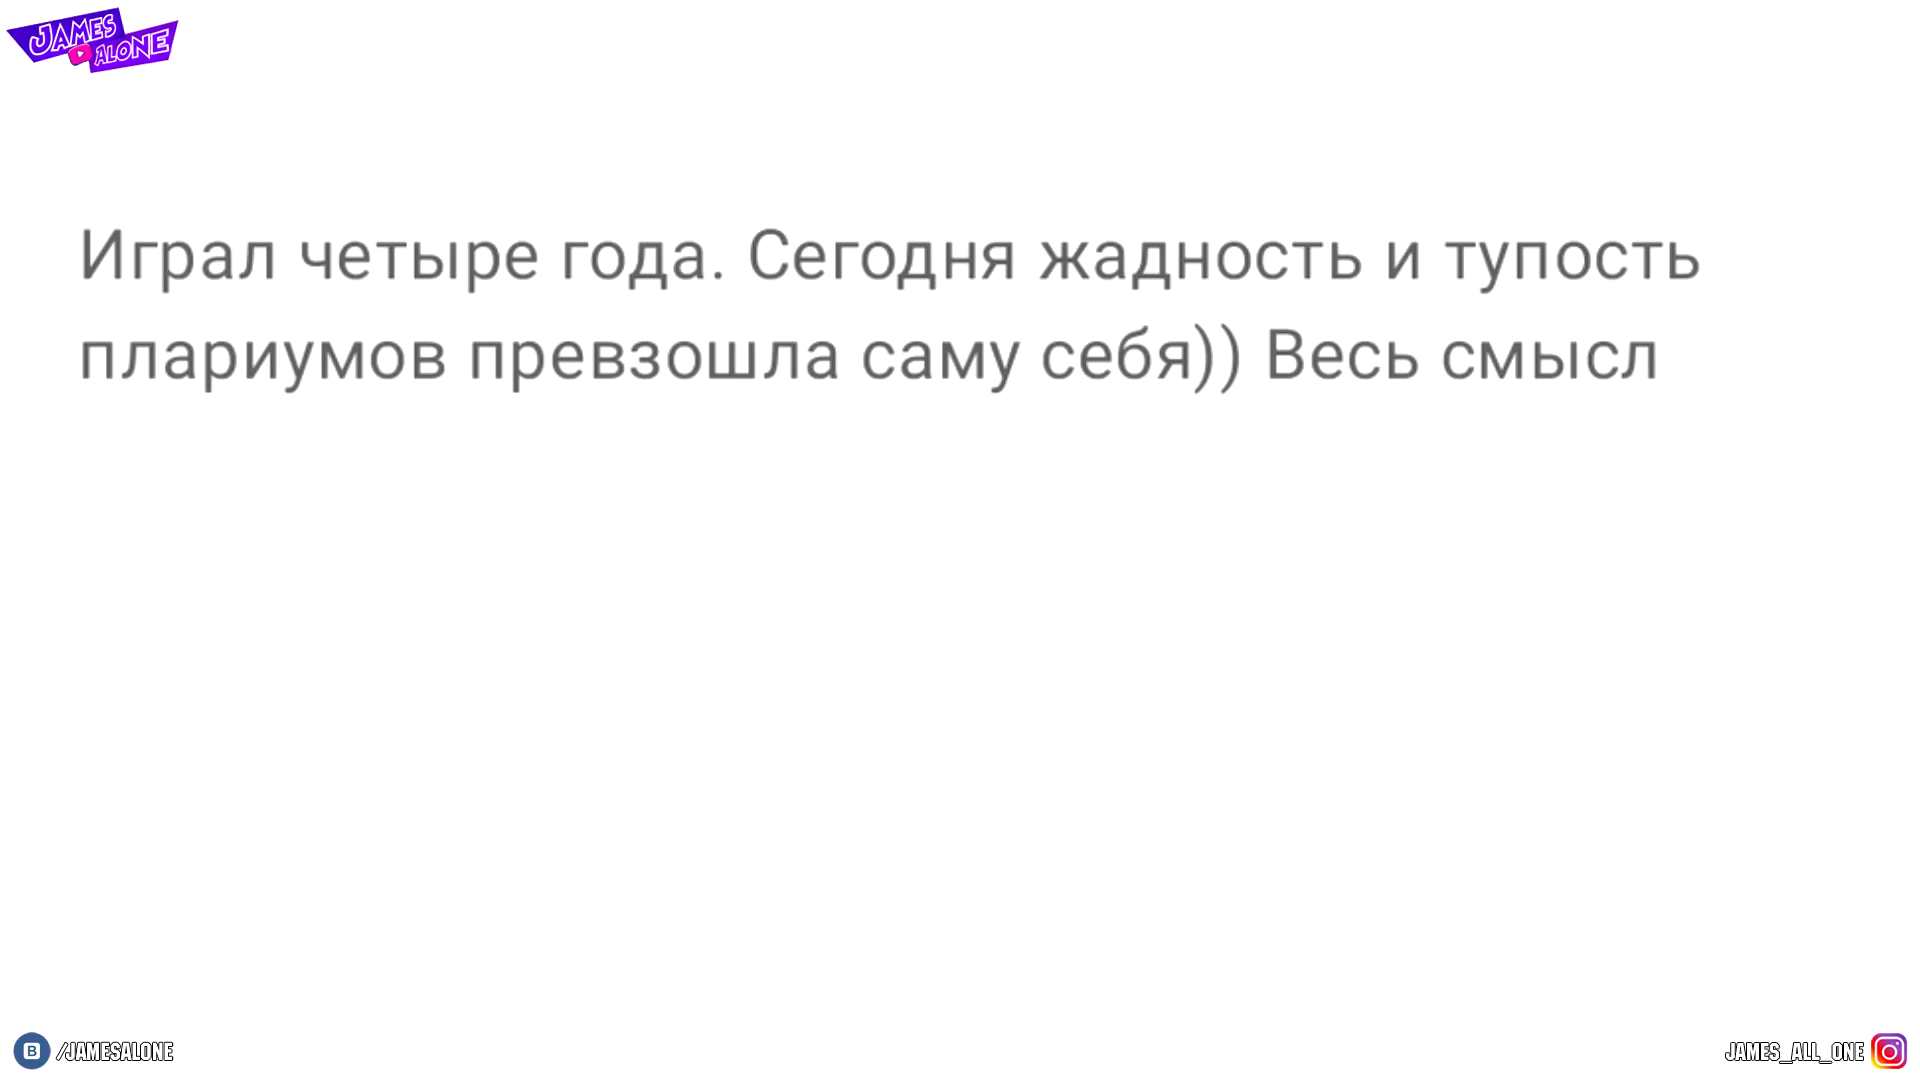 JAMES
ALONE
Играл четыре года. Сегодня жадность и тупость
плариумов превзошла саму себя)) Весь смысл
/JAMESALONE
JAMES_ALL_ONE